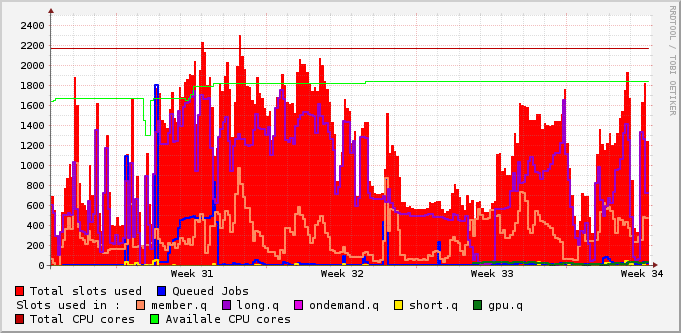 2400
2200
2000
1800
1600
1400
1200
1000
800
600
400
200
0
Week 31 Week 32 Week 33 Week 34
Total slots used Queued Jobs
Slots used in : member.q long.q ondemand.q short.q gpu.q
Total CPU cores Availale CPU cores
RRDTOOL / TOBI OETIKER